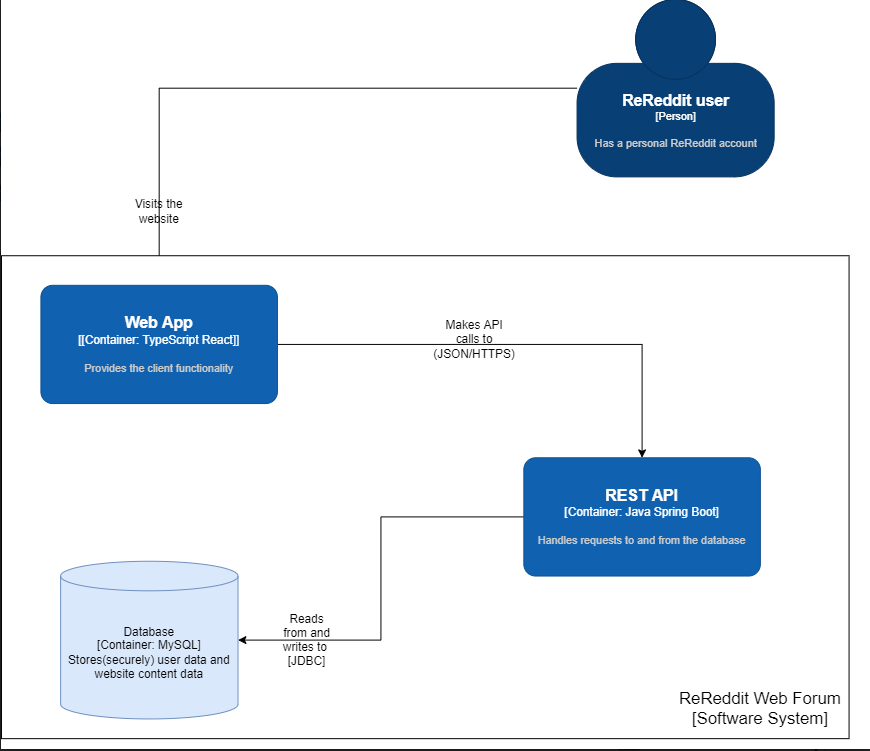 ReReddit user
[Person]
Has a personal ReReddit account
Visits the
website
Web App
[[Container: TypeScript React]]
Provides the client functionality
Makes API
calls to
(JSON/HTTPS)
REST API
[Container: Java Spring Boot]
Handles requests to and from the database
Reads
from and
writes to
[JDBC]
Database
[Container: MySQL]
Stores(securely) user data and
website content data
ReReddit Web Forum
[Software System]